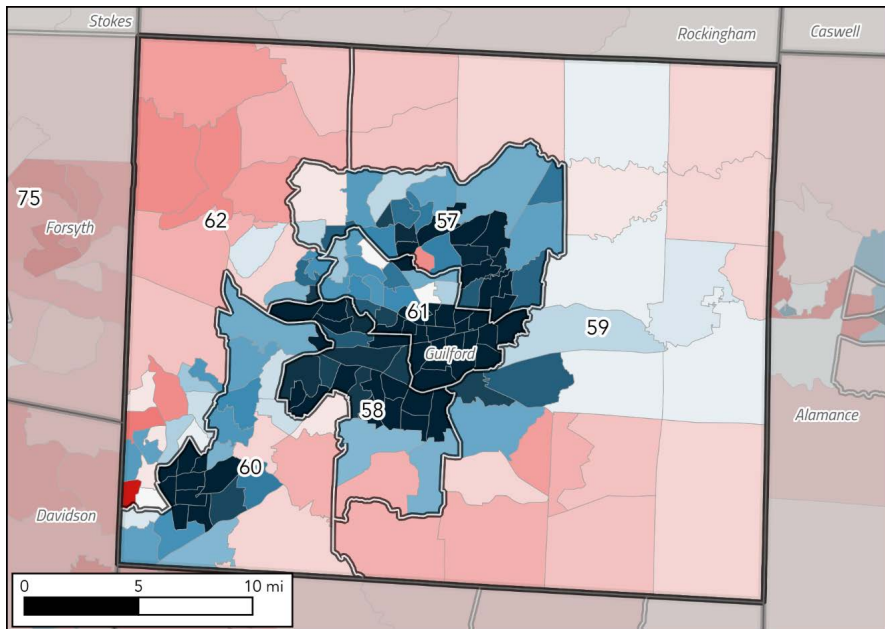 Stokes
Rockingham
Caswell
75
Forsyth
62
57
61
59
Guilford
58
Alamance
60
Davidson
0 5 10 mi